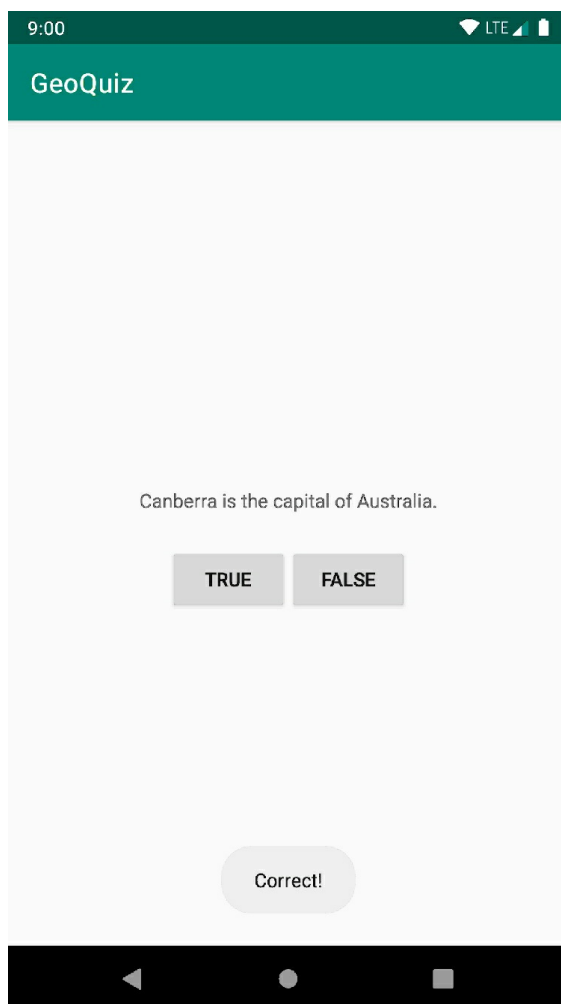 9:00 LTE
GeoQuiz
Canberra is the capital of Australia.
TRUE FALSE
Correct!